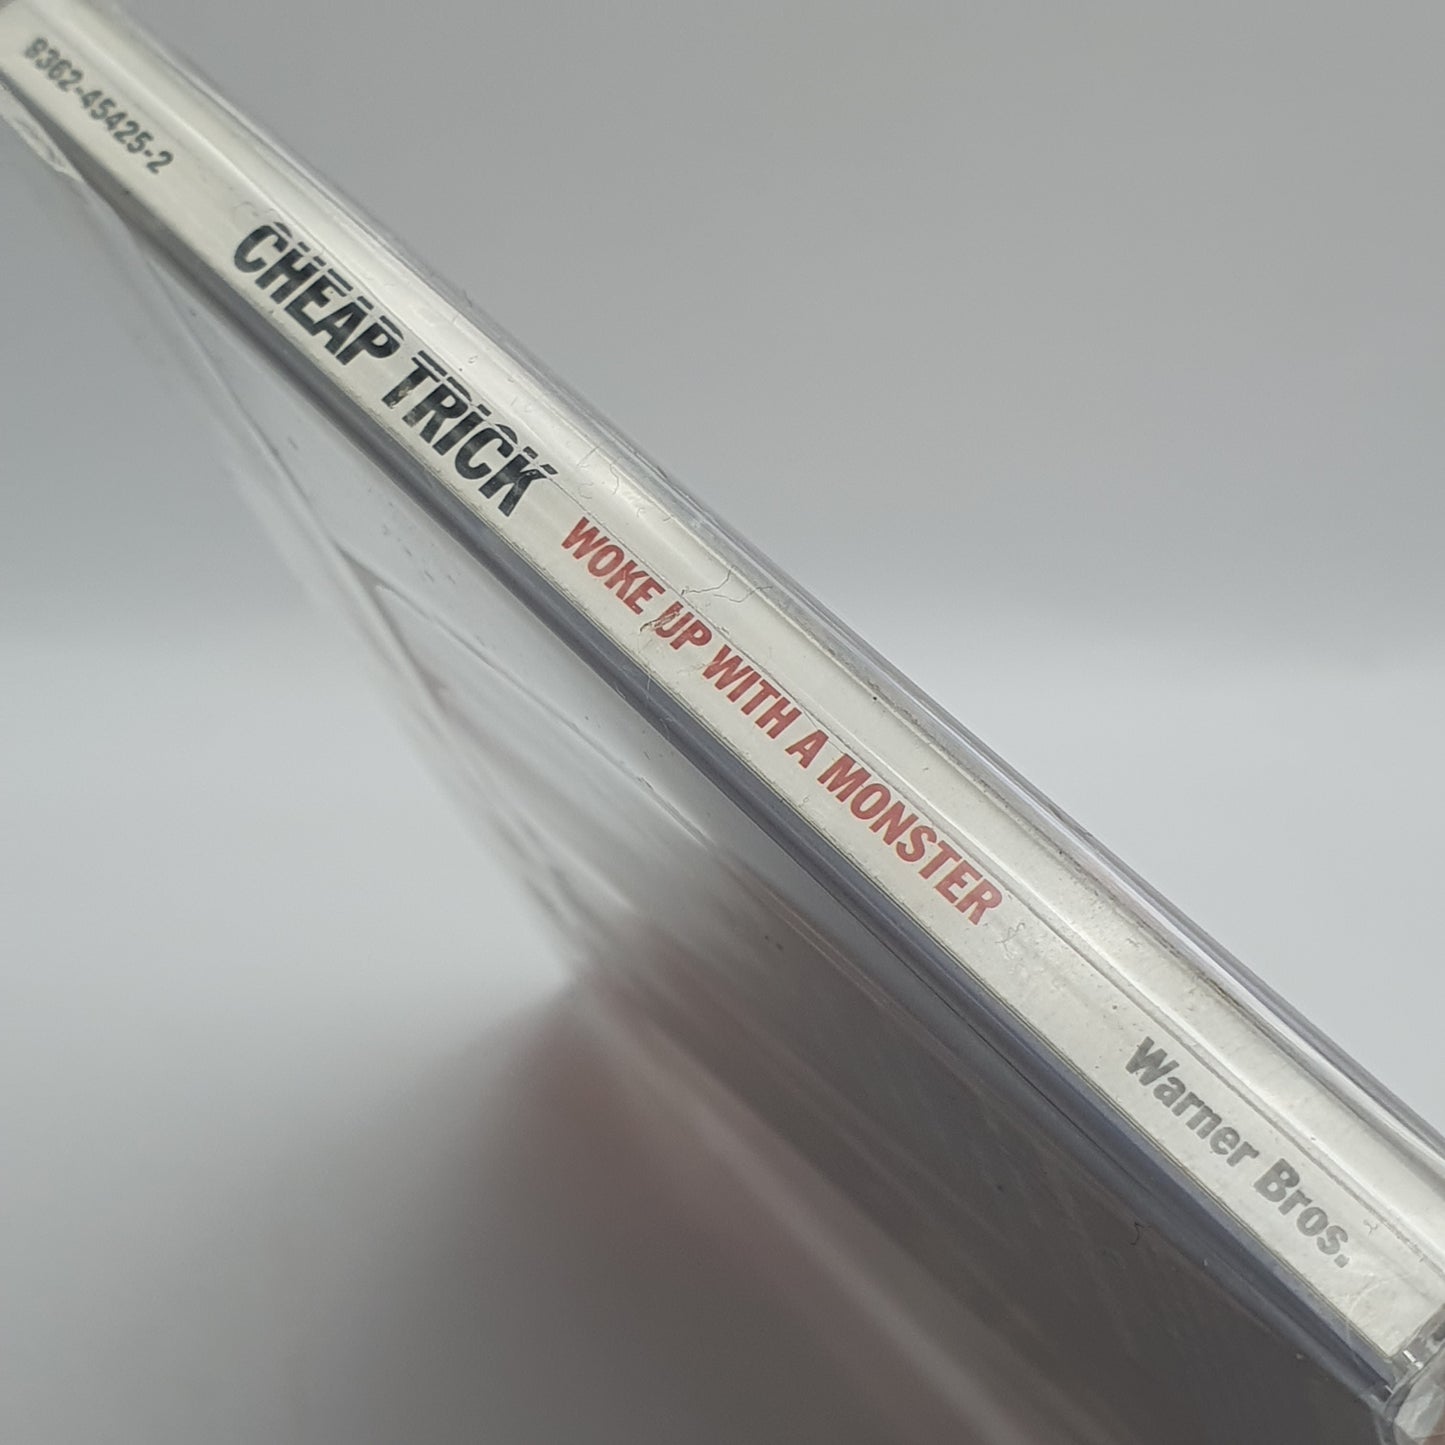 9362-45425-2
CHEAP TRICK
WOKE UP WITH A MONSTER
Warner Bros.